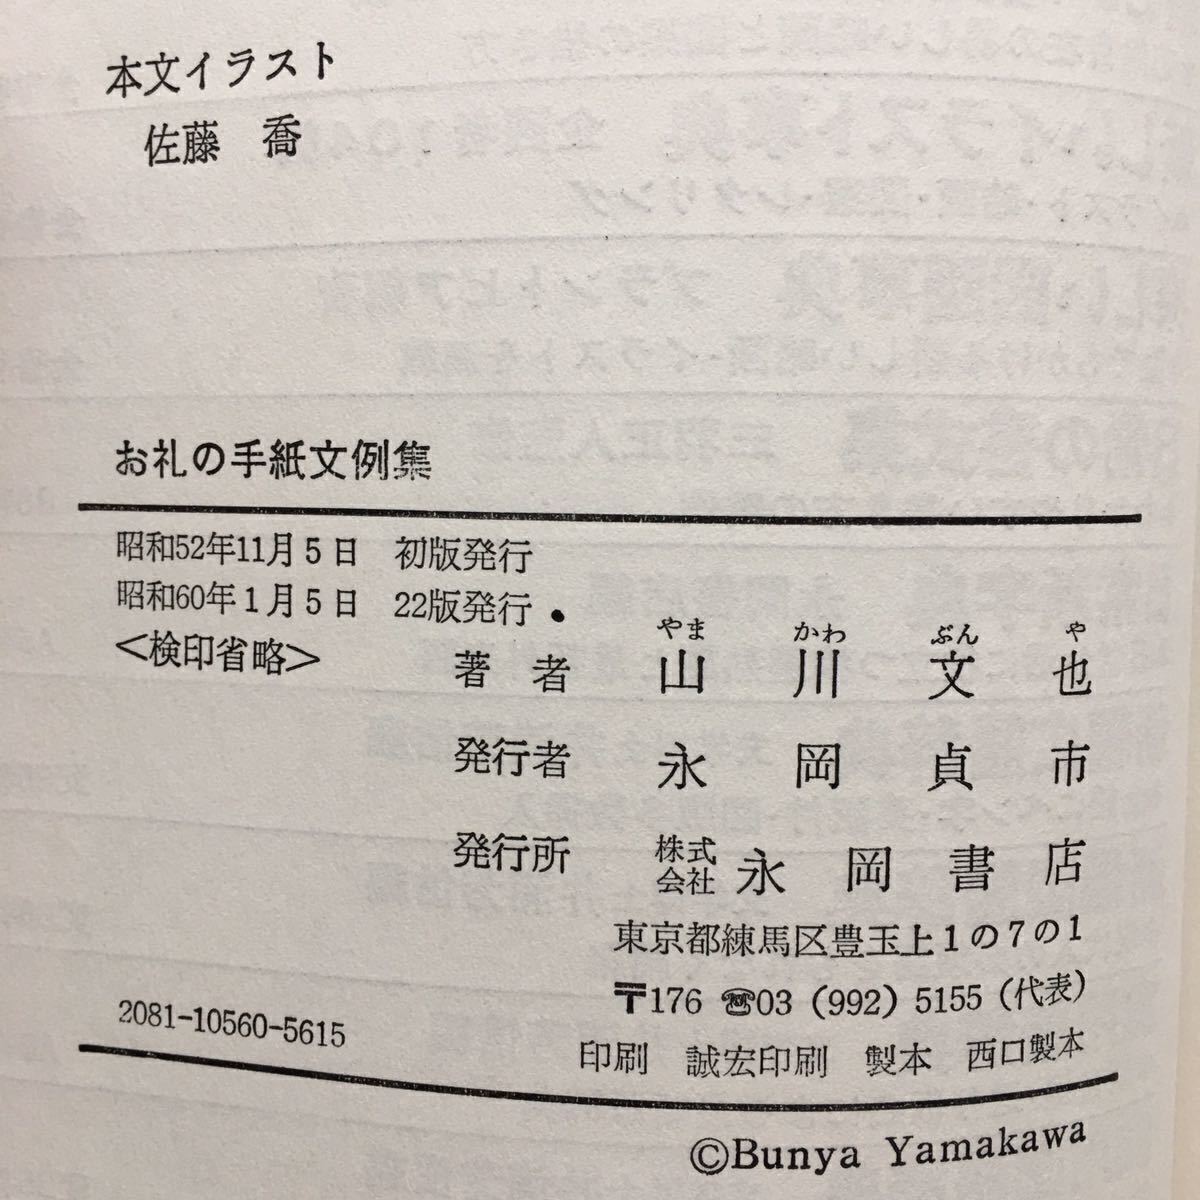 本文イラスト
佐藤 喬
お礼の手紙文例集
昭和52年11月5日 初版発行
昭和60年1月5日 22版発行
<検印省略>
著者 山川文也
やま かわ ぶん や
発行者 永岡貞市
発行所 株式会社 永岡書店
東京都練馬区豊玉上1の7の1
〒176 ☎03 (992) 5155 (代表)
2081-10560-5615
印刷 誠宏印刷 製本 西口製本
©Bunya Yamakawa